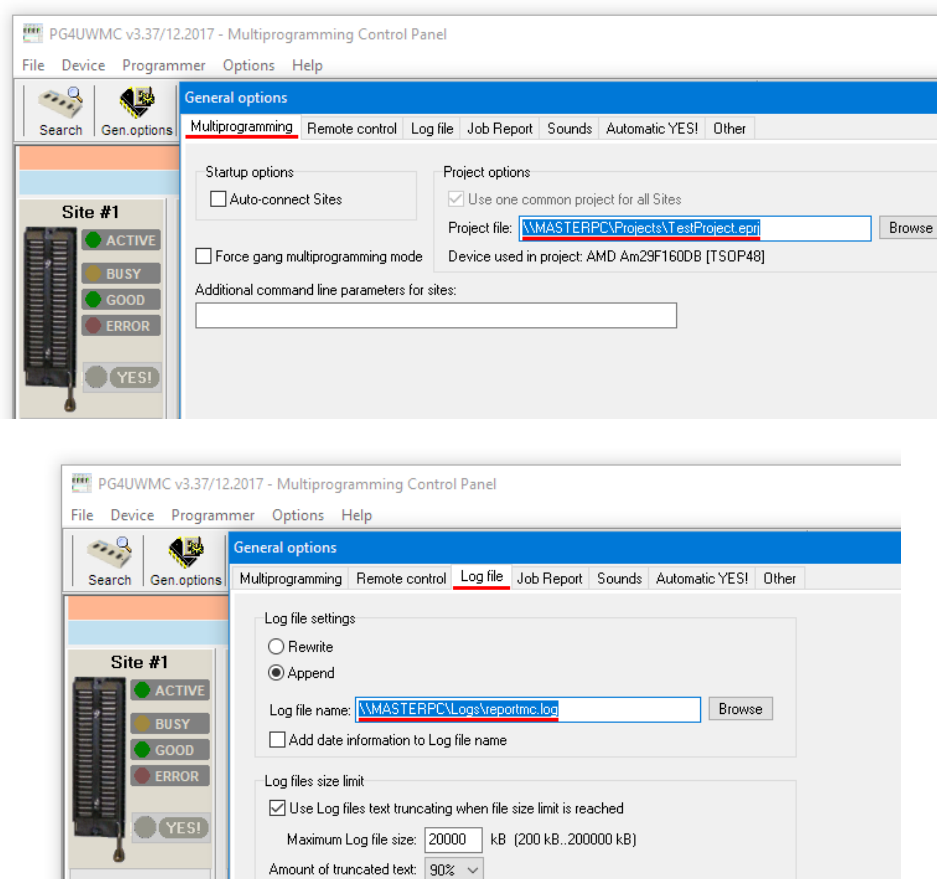 PG4UWMC v3.37/12.2017 - Multiprogramming Control Panel
File Device Programmer Options Help
Search Gen.options
General options
Multiprogramming Remote control Log file Job Report Sounds Automatic YES! Other
Startup options
Auto-connect Sites
Project options
Use one common project for all Sites
Project file: \\MASTERPC\Projects\TestProject.eprj Browse
Force gang multiprogramming mode
Device used in project: AMD Am29F160DB [TSOP48]
Additional command line parameters for sites:
Site #1
ACTIVE
BUSY
GOOD
ERROR
YES!
PG4UWMC v3.37/12.2017 - Multiprogramming Control Panel
File Device Programmer Options Help
Search Gen.options
General options
Multiprogramming Remote control Log file Job Report Sounds Automatic YES! Other
Log file settings
Rewrite
Append
Log file name: \\MASTERPC\Logs\reportmc.log Browse
Add date information to Log file name
Log files size limit
Use Log files text truncating when file size limit is reached
Maximum Log file size: 20000 kB (200 kB..200000 kB)
Amount of truncated text: 90%
Site #1
ACTIVE
BUSY
GOOD
ERROR
YES!